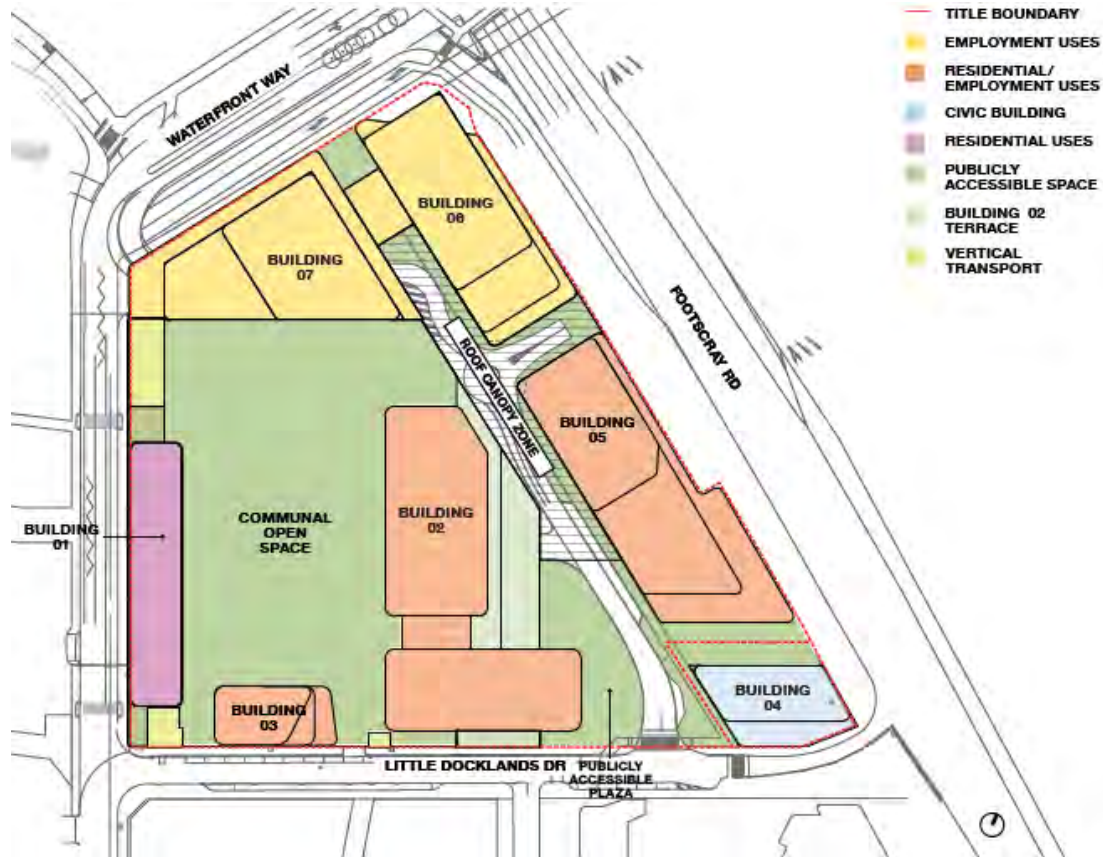 TITLE BOUNDARY
EMPLOYMENT USES
RESIDENTIAL/
EMPLOYMENT USES
CIVIC BUILDING
RESIDENTIAL USES
PUBLICLY
ACCESSIBLE SPACE
BUILDING 02
TERRACE
VERTICAL
TRANSPORT
WATERFRONT WAY
BUILDING
07
FOOTSCRAY RD
ROOF CANOPY ZONE
BUILDING
05
BUILDING
02
COMMUNAL
OPEN
SPACE
BUILDING
01
BUILDING
04
BUILDING
03
LITTLE DOCKLANDS DR
PUBLICLY
ACCESSIBLE
PLAZA
BUILDING